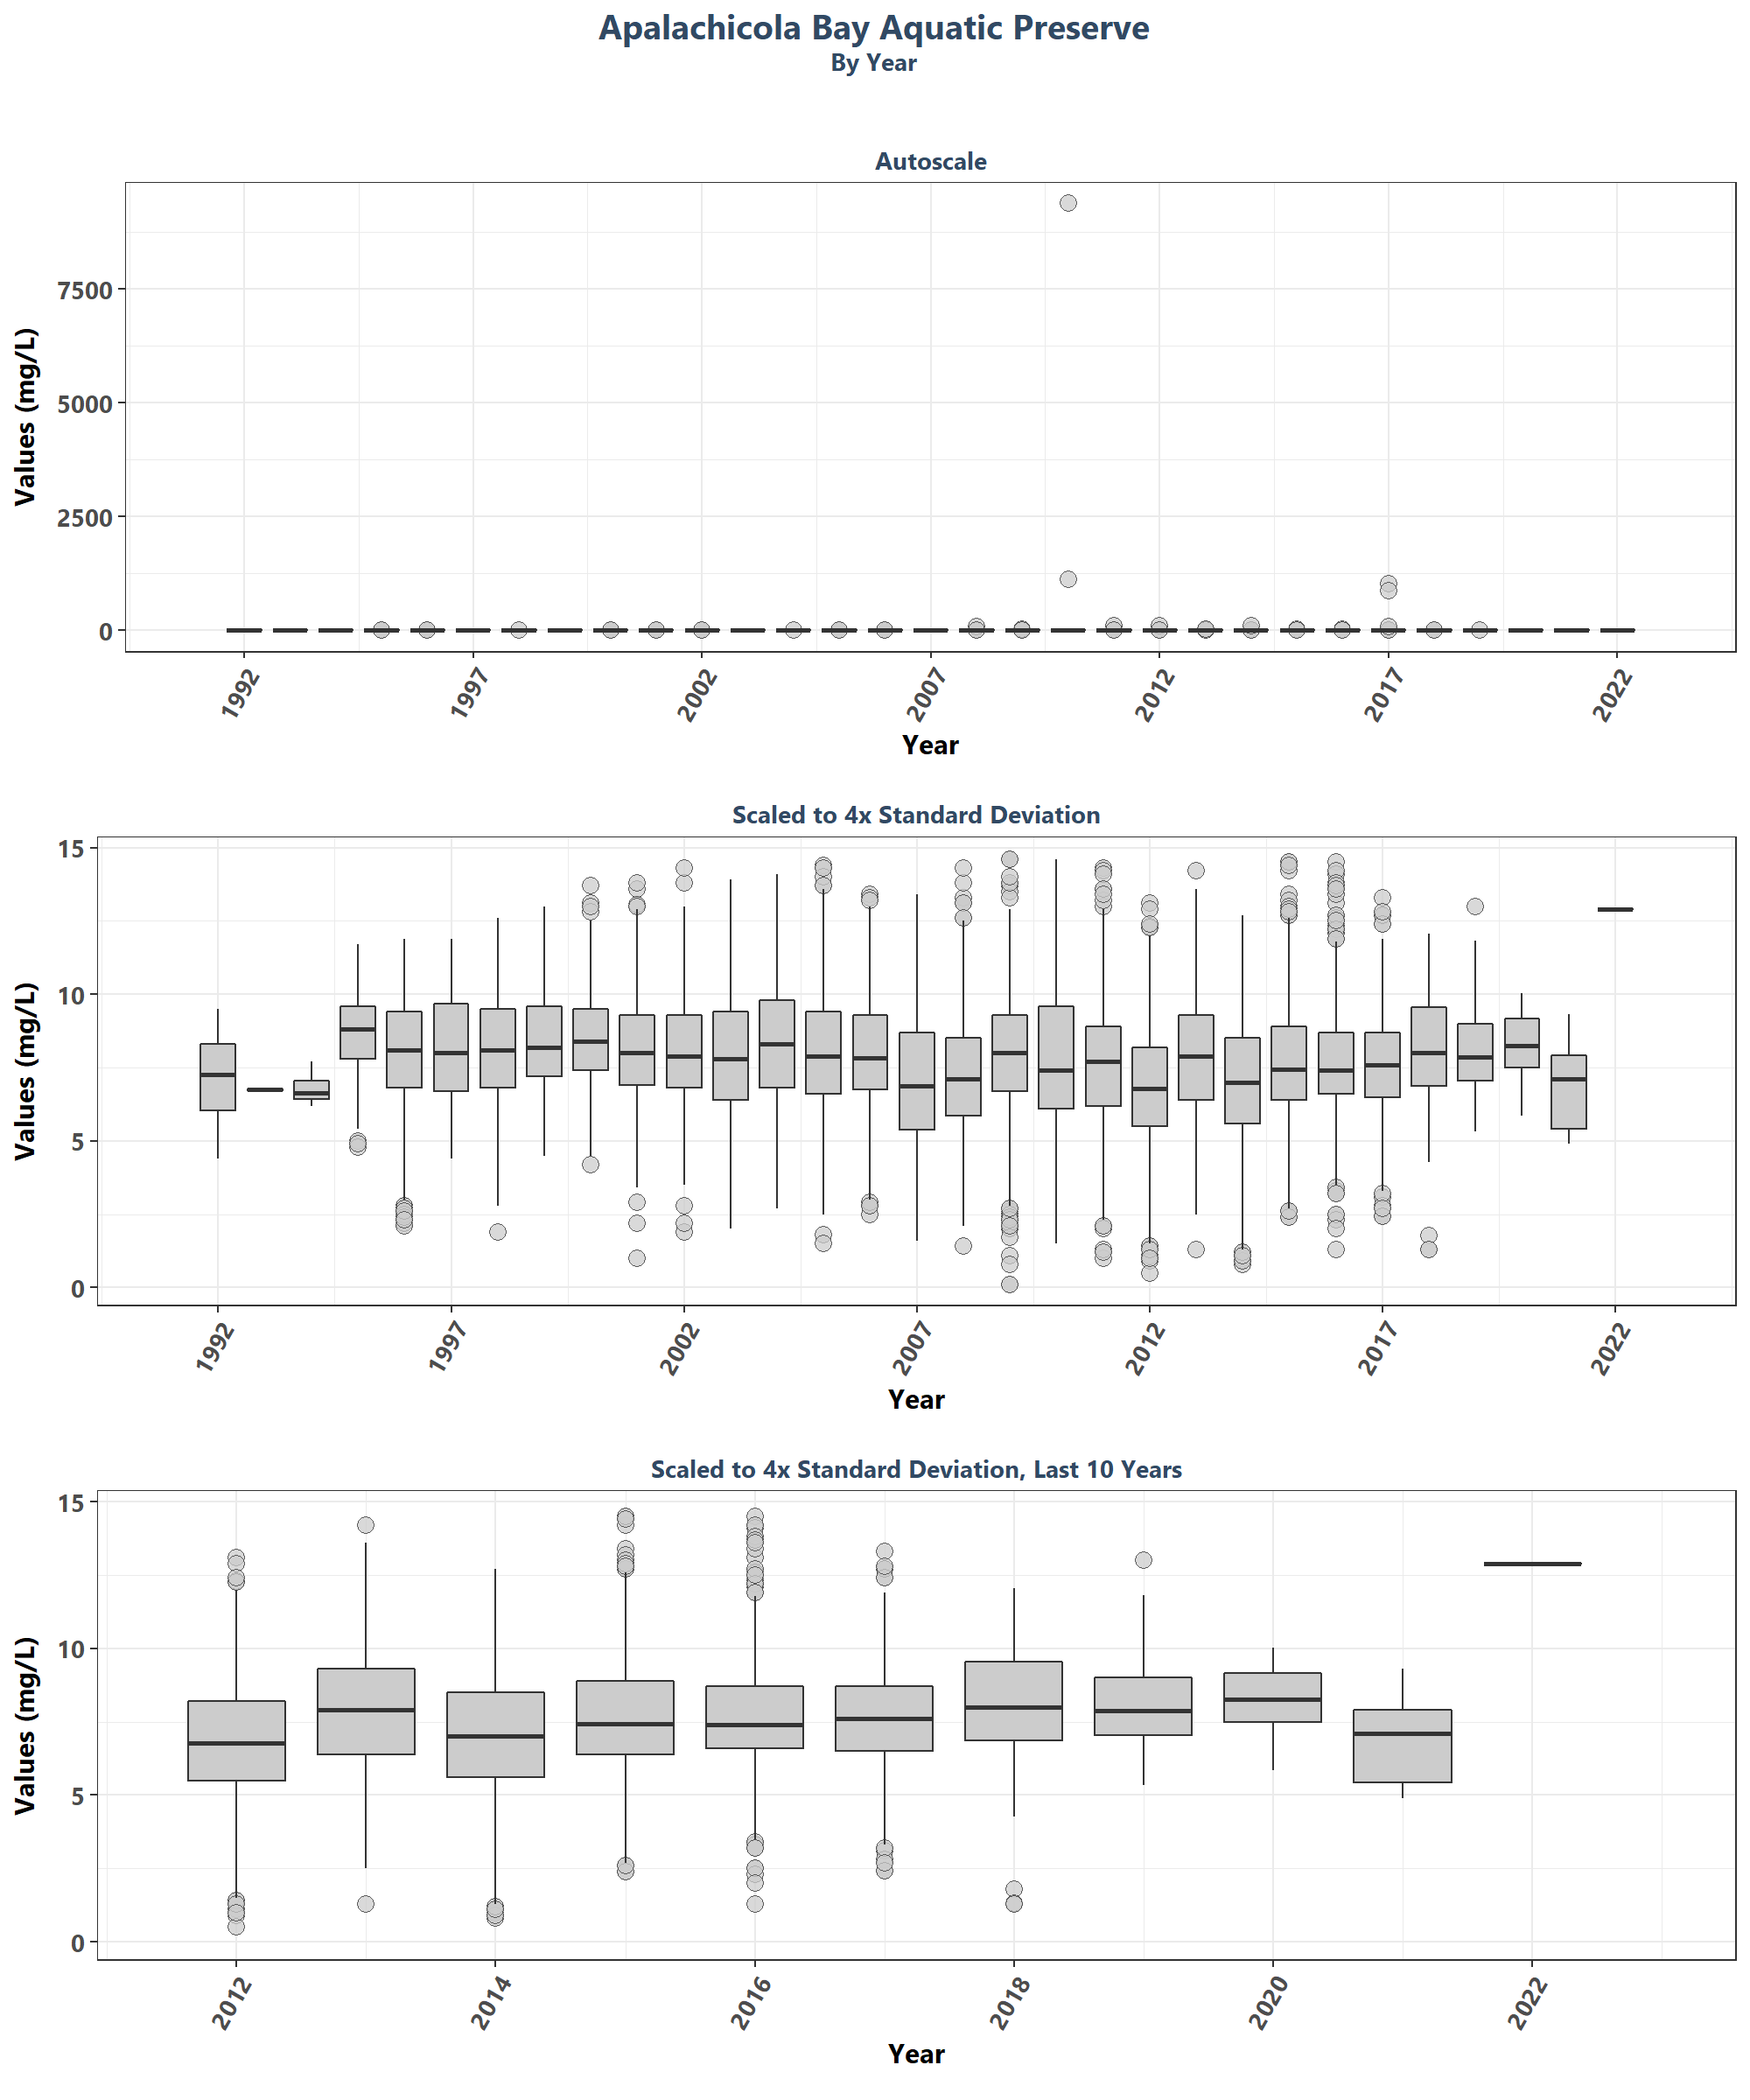 Apalachicola Bay Aquatic Preserve
By Year
Autoscale
Values (mg/L)
7500
5000
2500
0
1992 1997 2002 2007 2012 2017 2022
Year
Scaled to 4x Standard Deviation
Values (mg/L)
15
10
5
0
1992 1997 2002 2007 2012 2017 2022
Year
Scaled to 4x Standard Deviation, Last 10 Years
Values (mg/L)
15
10
5
0
2012 2014 2016 2018 2020 2022
Year